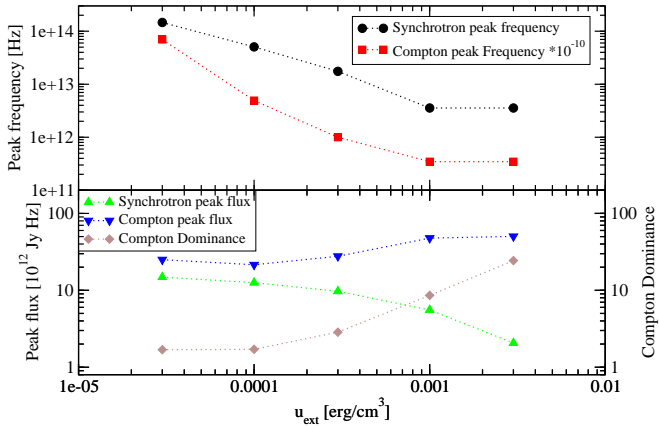 1e+14
1e+13
1e+12
1e+11
Peak frequency [Hz]
Synchrotron peak frequency
Compton peak Frequency *10^-10
Synchrotron peak flux
Compton peak flux
Compton Dominance
100
10
1
Peak flux [10^12 Jy Hz]
100
10
1
Compton Dominance
1e-05
0.0001
0.001
0.01
u_ext [erg/cm^3]